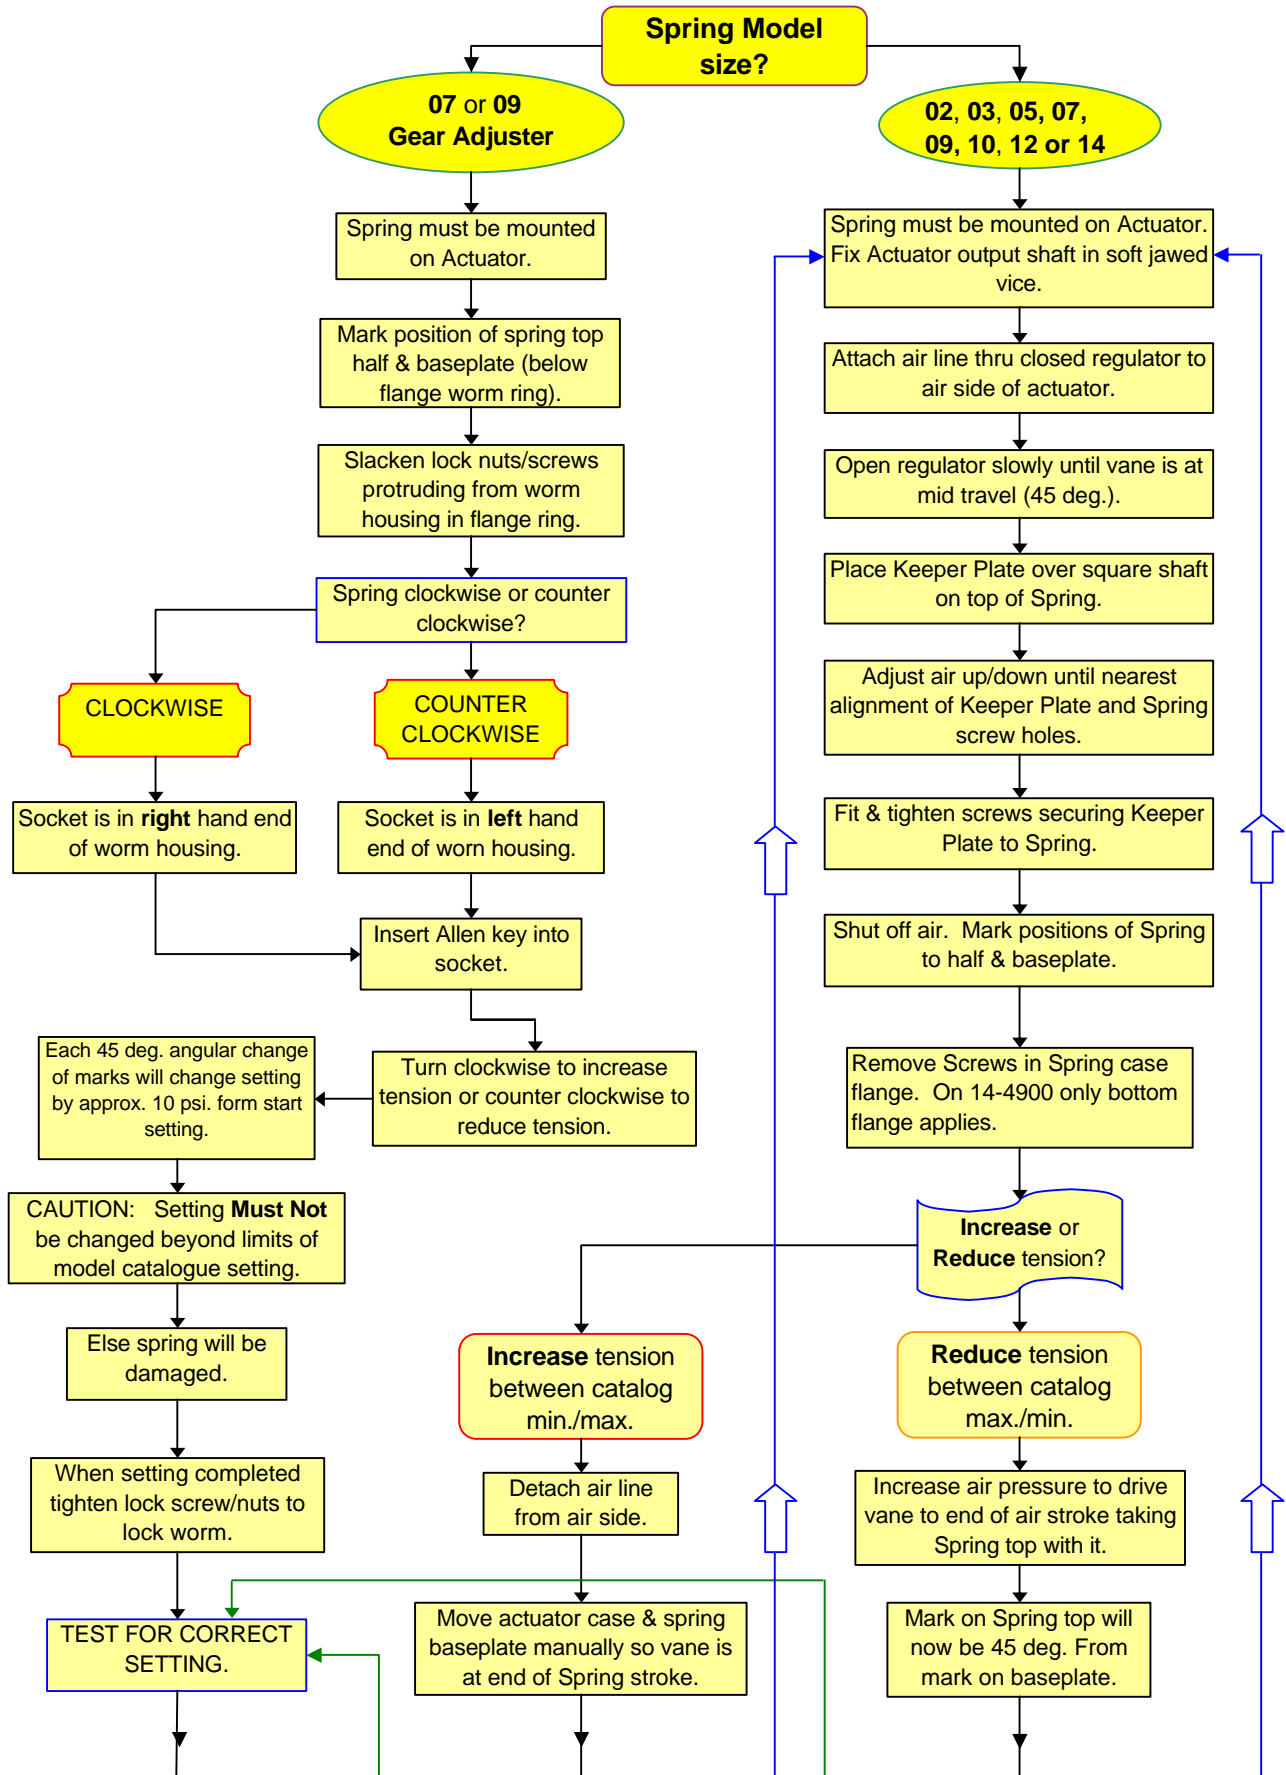 Spring Model
size?
07 or 09
Gear Adjuster
02, 03, 05, 07,
09, 10, 12 or 14
Spring must be mounted
on Actuator.
Mark position of spring top
half & baseplate (below
flange worm ring).
Slacken lock nuts/screws
protruding from worm
housing in flange ring.
Spring clockwise or counter
clockwise?
CLOCKWISE
COUNTER
CLOCKWISE
Socket is in right hand end
of worm housing.
Socket is in left hand
end of worn housing.
Insert Allen key into
socket.
Turn clockwise to increase
tension or counter clockwise to
reduce tension.
Each 45 deg. angular change
of marks will change setting
by approx. 10 psi. form start
setting.
CAUTION: Setting Must Not
be changed beyond limits of
model catalogue setting.
Else spring will be
damaged.
When setting completed
tighten lock screw/nuts to
lock worm.
TEST FOR CORRECT
SETTING.
Spring must be mounted on Actuator.
Fix Actuator output shaft in soft jawed
vice.
Attach air line thru closed regulator to
air side of actuator.
Open regulator slowly until vane is at
mid travel (45 deg.).
Place Keeper Plate over square shaft
on top of Spring.
Adjust air up/down until nearest
alignment of Keeper Plate and Spring
screw holes.
Fit & tighten screws securing Keeper
Plate to Spring.
Shut off air. Mark positions of Spring
to half & baseplate.
Remove Screws in Spring case
flange. On 14-4900 only bottom
flange applies.
Increase or
Reduce tension?
Increase tension
between catalog
min./max.
Detach air line
from air side.
Move actuator case & spring
baseplate manually so vane is
at end of Spring stroke.
Reduce tension
between catalog
max./min.
Increase air pressure to drive
vane to end of air stroke taking
Spring top with it.
Mark on Spring top will
now be 45 deg. From
mark on baseplate.